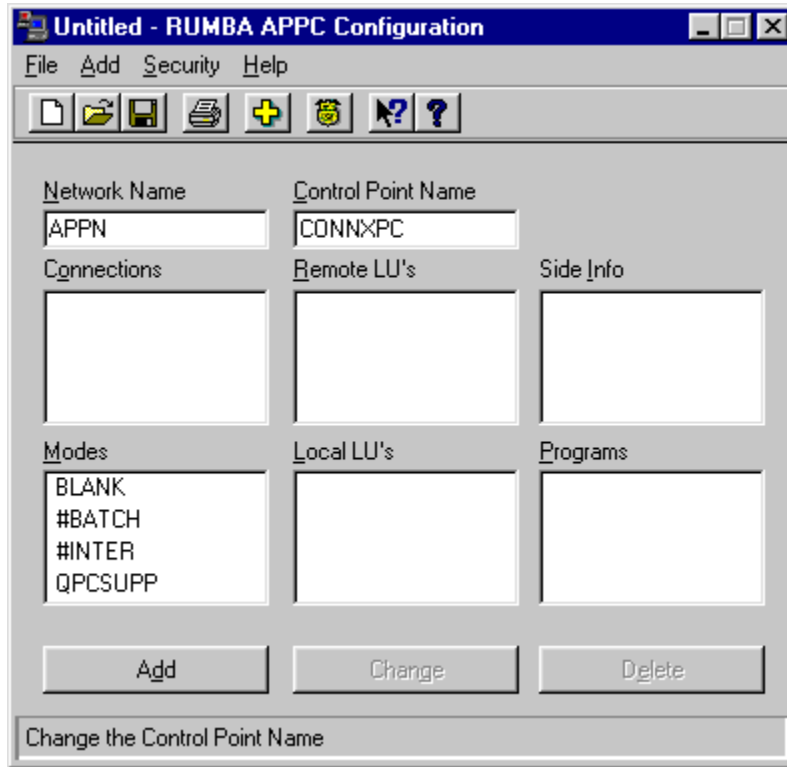 Untitled - RUMBA APPC Configuration
File Add Security Help
Network Name Control Point Name
APPN CONNXPC
Connections Remote LU's Side Info
Modes Local LU's Programs
BLANK
#BATCH
#INTER
QPCSUPP
Add Change Delete
Change the Control Point Name